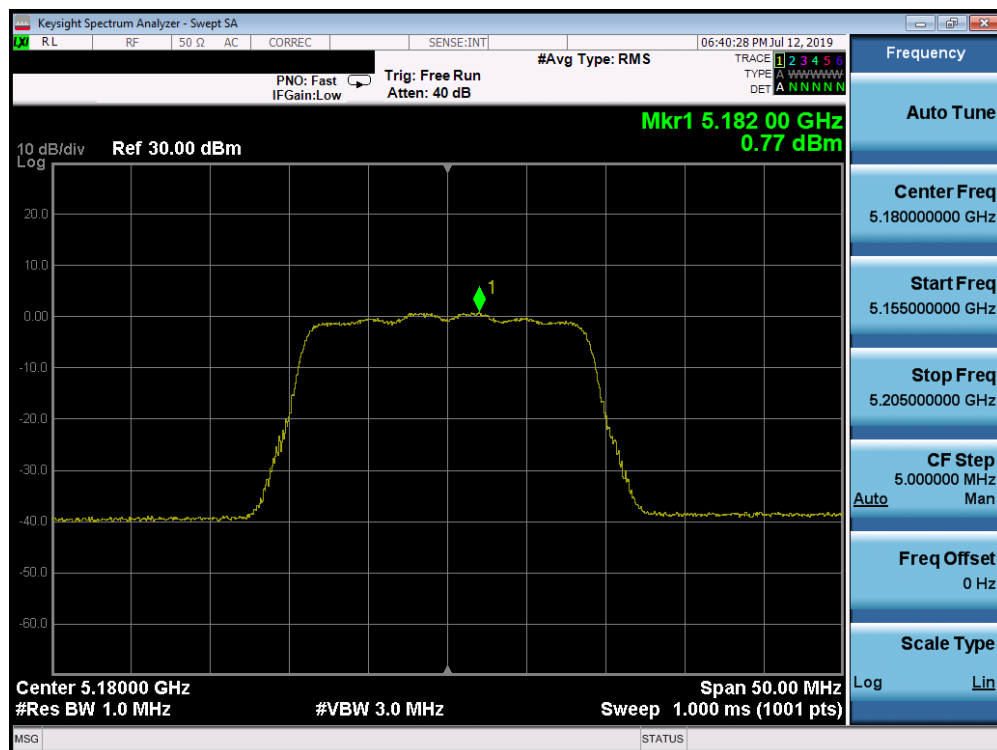 Keysight Spectrum Analyzer - Swept SA
LXI RL RF 50 Ω AC CORREC SENSE:INT 06:40:28 PM Jul 12, 2019
#Avg Type: RMS TRACE 1 2 3 4 5 6
PNO: Fast Trig: Free Run TYPE A WWWWW
IFGain:Low Atten: 40 dB DET A N N N N N
Mkr1 5.182 00 GHz
0.77 dBm
10 dB/div Ref 30.00 dBm
Log
1
20.0
10.0
0.00
-10.0
-20.0
-30.0
-40.0
-50.0
-60.0
Center 5.18000 GHz Span 50.00 MHz
#Res BW 1.0 MHz #VBW 3.0 MHz Sweep 1.000 ms (1001 pts)
MSG STATUS
Frequency
Auto Tune
Center Freq
5.180000000 GHz
Start Freq
5.155000000 GHz
Stop Freq
5.205000000 GHz
CF Step
5.000000 MHz
Auto Man
Freq Offset
0 Hz
Scale Type
Log Lin